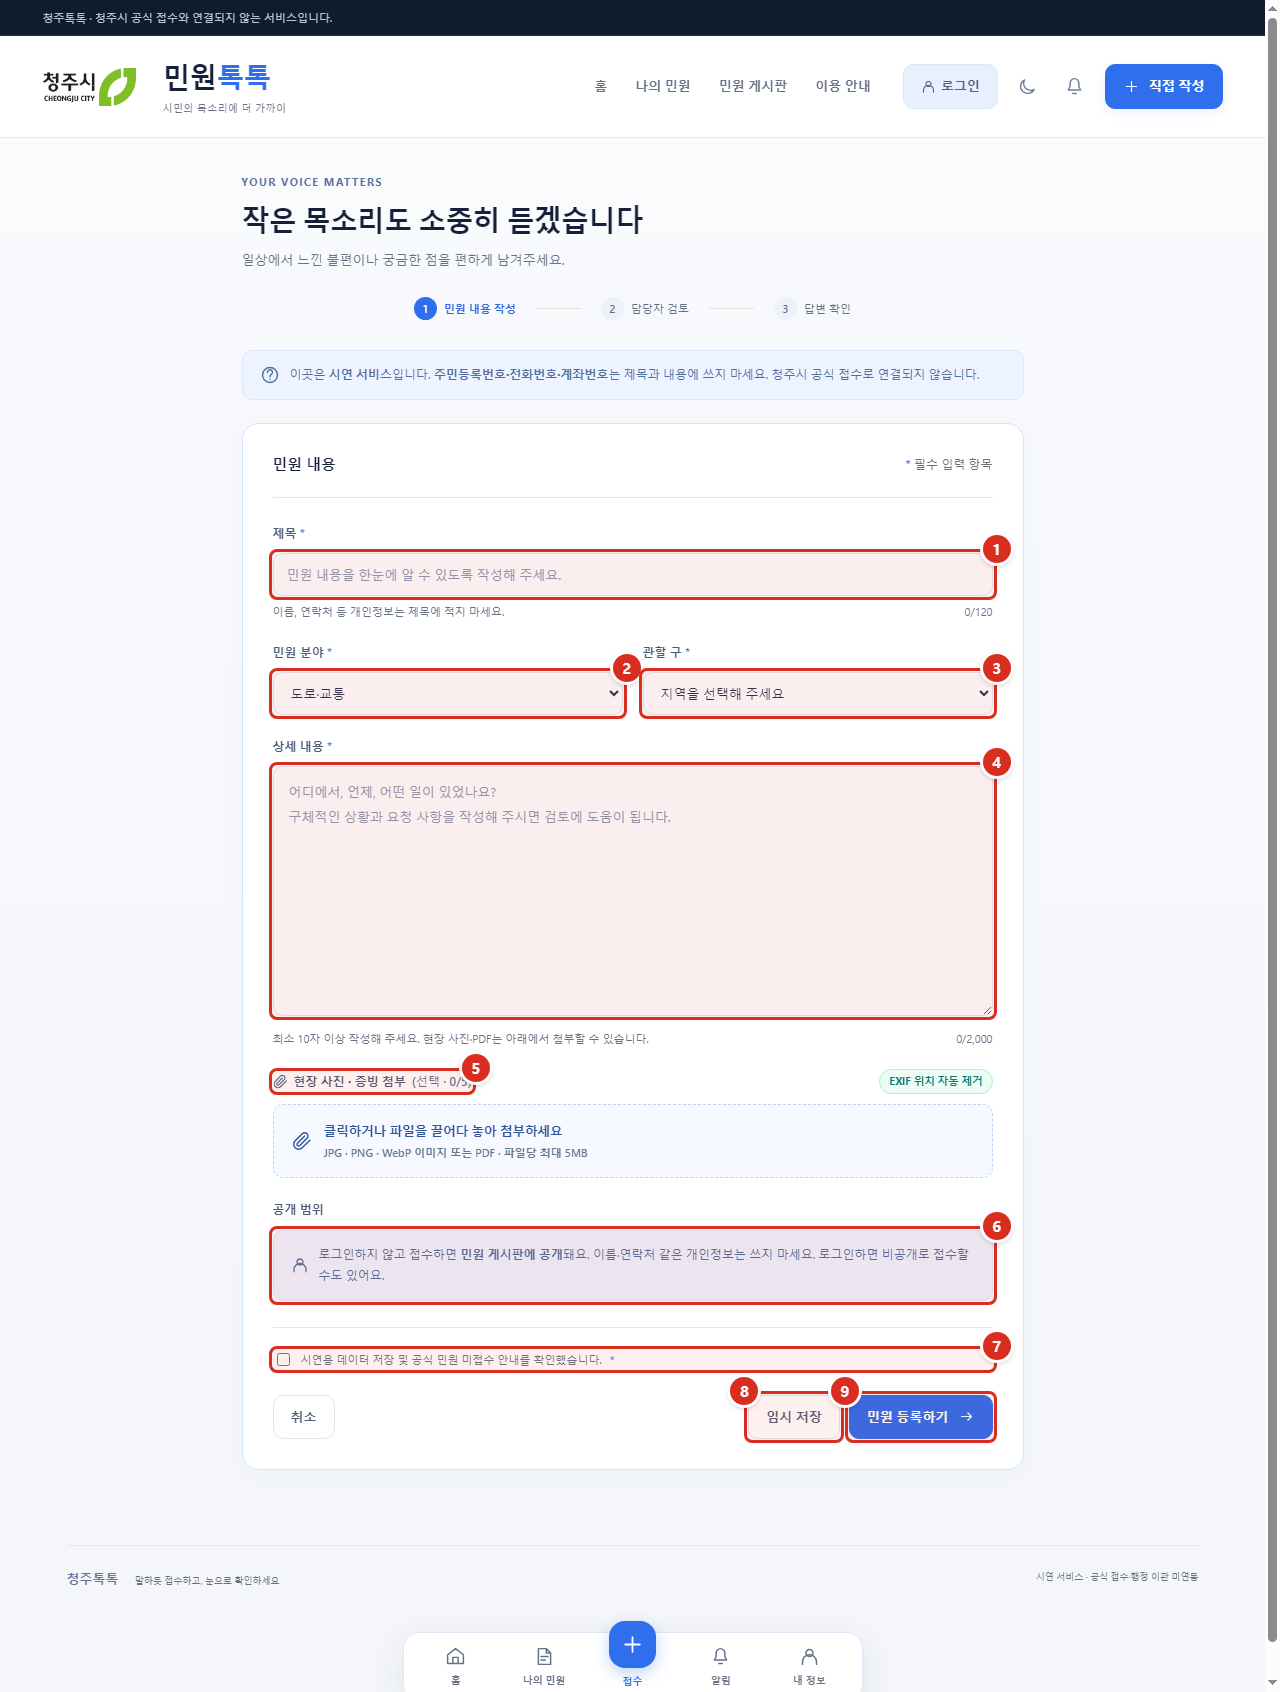 청주톡톡 · 청주시 공식 접수와 연결되지 않는 서비스입니다.
청주시
CHEONGJU CITY
민원톡톡
시민의 목소리에 더 가까이
홈
나의 민원
민원 게시판
이용 안내
로그인
직접 작성
YOUR VOICE MATTERS
작은 목소리도 소중히 듣겠습니다
일상에서 느낀 불편이나 궁금한 점을 편하게 남겨주세요.
1 민원 내용 작성
2 담당자 검토
3 답변 확인
이곳은 시연 서비스입니다. 주민등록번호·전화번호·계좌번호는 제목과 내용에 쓰지 마세요. 청주시 공식 접수로 연결되지 않습니다.
민원 내용
* 필수 입력 항목
제목 *
1
민원 내용을 한눈에 알 수 있도록 작성해 주세요.
이름, 연락처 등 개인정보는 제목에 적지 마세요.
0/120
민원 분야 *
2
관할 구 *
3
도로·교통
지역을 선택해 주세요
상세 내용 *
4
어디에서, 언제, 어떤 일이 있었나요?
구체적인 상황과 요청 사항을 작성해 주시면 검토에 도움이 됩니다.
최소 10자 이상 작성해 주세요. 현장 사진·PDF는 아래에서 첨부할 수 있습니다.
0/2,000
현장 사진 · 증빙 첨부 (선택 · 0/5)
5
EXIF 위치 자동 제거
클릭하거나 파일을 끌어다 놓아 첨부하세요
JPG · PNG · WebP 이미지 또는 PDF · 파일당 최대 5MB
공개 범위
6
로그인하지 않고 접수하면 민원 게시판에 공개돼요. 이름·연락처 같은 개인정보는 쓰지 마세요. 로그인하면 비공개로 접수할
수도 있어요.
7
시연용 데이터 저장 및 공식 민원 미접수 안내를 확인했습니다. *
8
9
취소
임시 저장
민원 등록하기
청주톡톡
말하듯 접수하고, 눈으로 확인하세요
시연 서비스 · 공식 접수·행정 이관 미연동
홈
나의 민원
접수
알림
내 정보